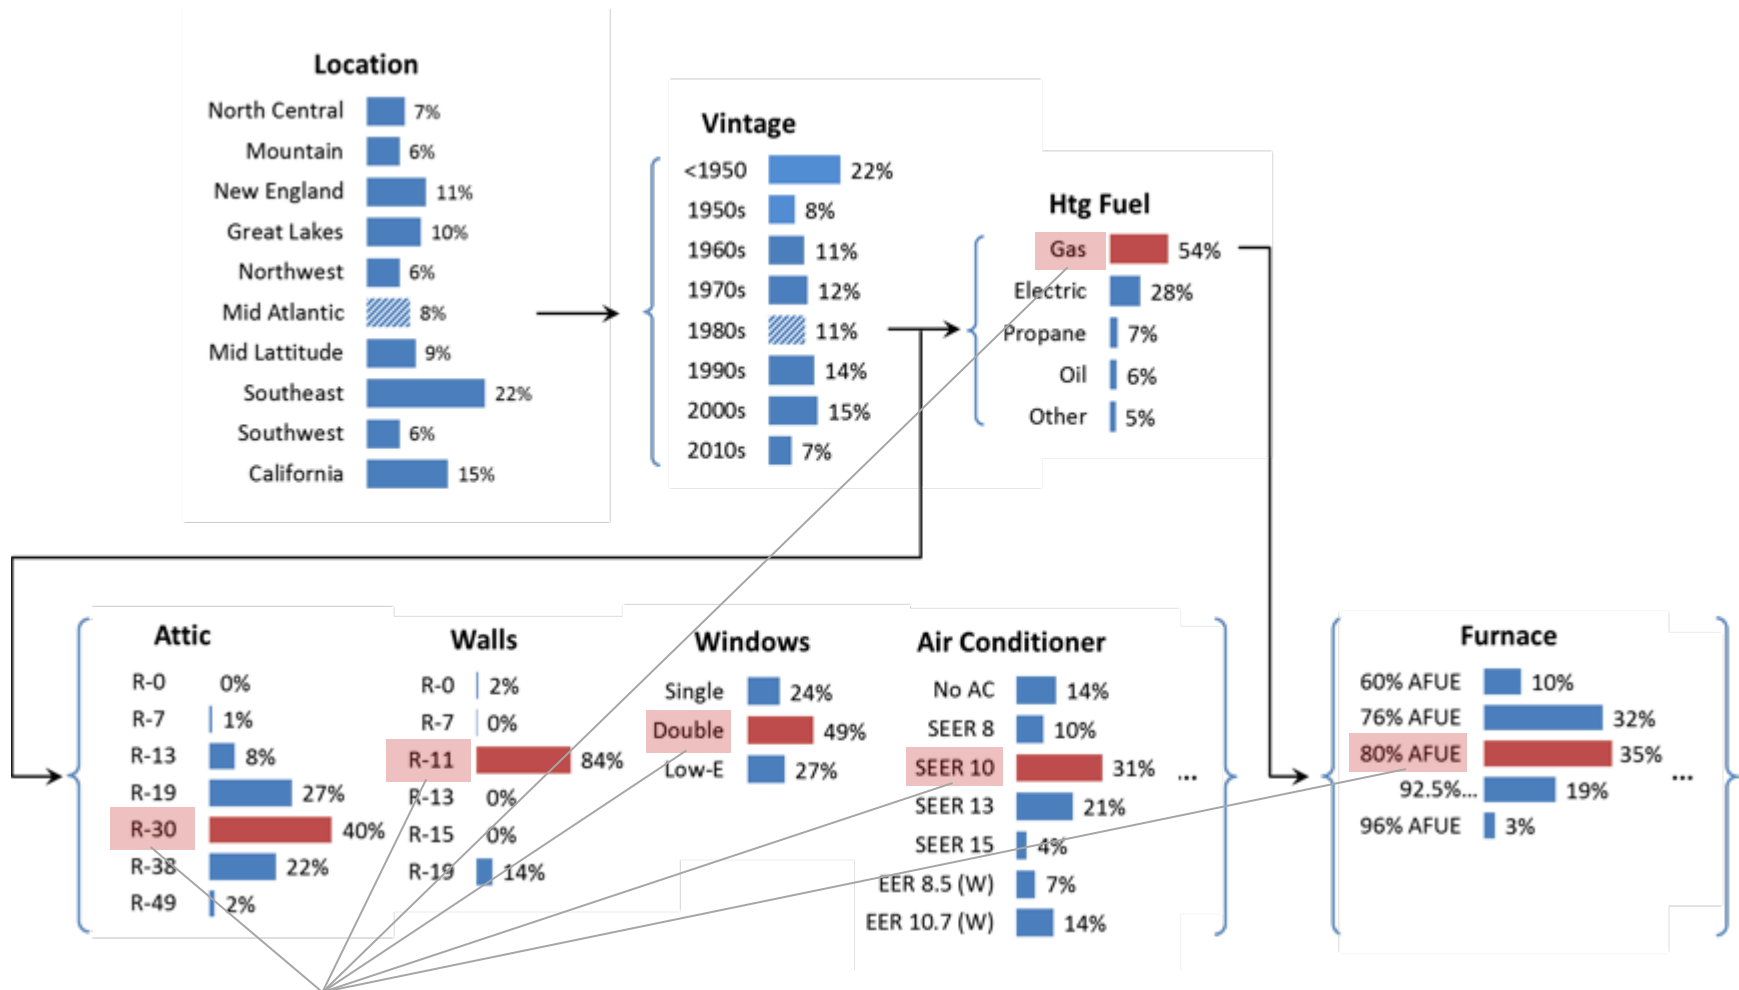 Location
North Central 7%
Mountain 6%
New England 11%
Great Lakes 10%
Northwest 6%
Mid Atlantic 8%
Mid Lattitude 9%
Southeast 22%
Southwest 6%
California 15%
Vintage
<1950 22%
1950s 8%
1960s 11%
1970s 12%
1980s 11%
1990s 14%
2000s 15%
2010s 7%
Htg Fuel
Gas 54%
Electric 28%
Propane 7%
Oil 6%
Other 5%
Attic
R-0 0%
R-7 1%
R-13 8%
R-19 27%
R-30 40%
R-38 22%
R-49 2%
Walls
R-0 2%
R-7 0%
R-11 84%
R-13 0%
R-15 0%
R-19 14%
Windows
Single 24%
Double 49%
Low-E 27%
Air Conditioner
No AC 14%
SEER 8 10%
SEER 10 31%
SEER 13 21%
SEER 15 4%
EER 8.5 (W) 7%
EER 10.7 (W) 14%
...
Furnace
60% AFUE 10%
76% AFUE 32%
80% AFUE 35%
92.5%... 19%
96% AFUE 3%
...